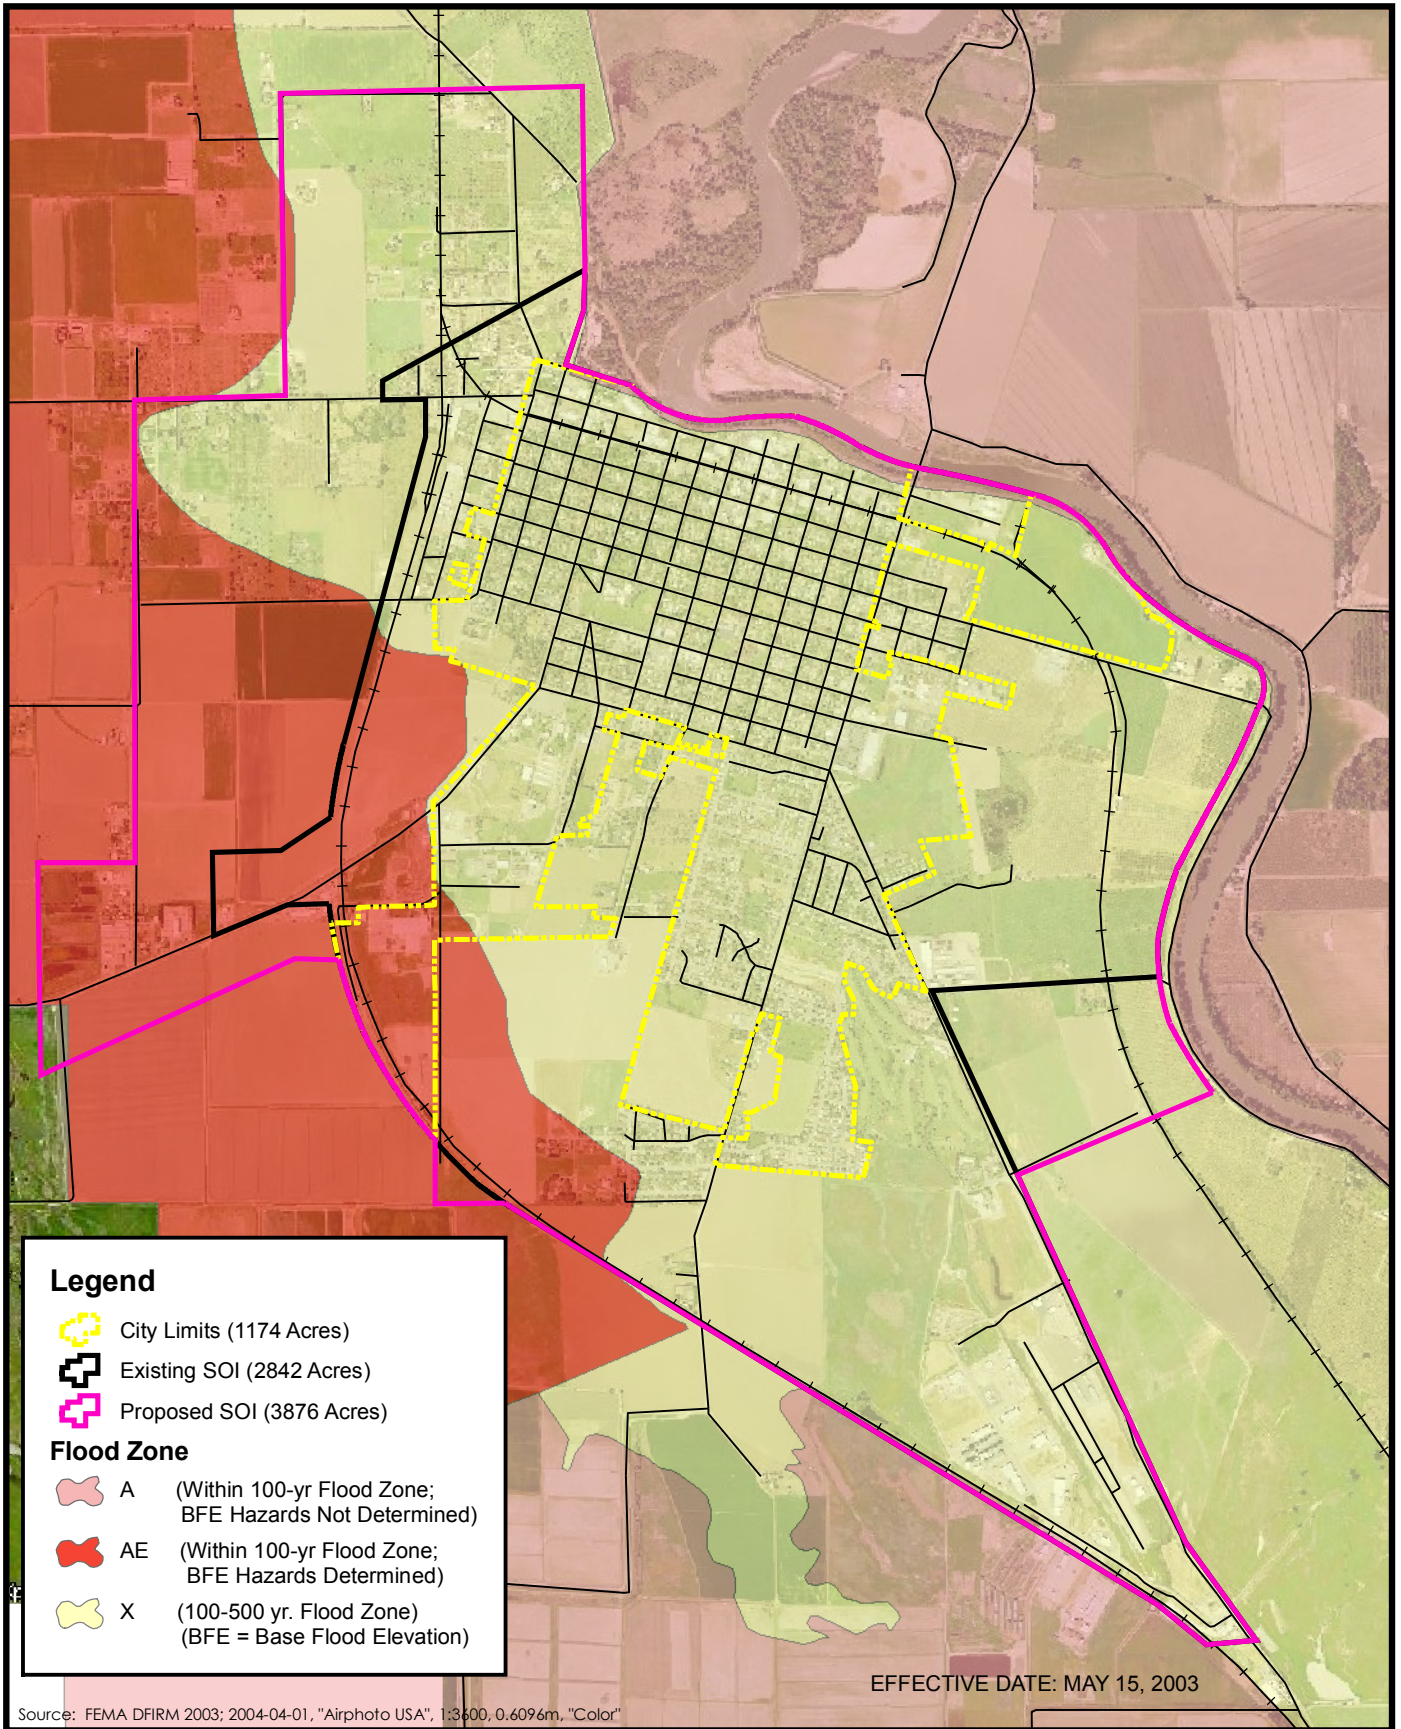 Legend
City Limits (1174 Acres)
Existing SOI (2842 Acres)
Proposed SOI (3876 Acres)
Flood Zone
A (Within 100-yr Flood Zone;
BFE Hazards Not Determined)
AE (Within 100-yr Flood Zone;
BFE Hazards Determined)
X (100-500 yr. Flood Zone)
(BFE = Base Flood Elevation)
EFFECTIVE DATE: MAY 15, 2003
Source: FEMA DFIRM 2003; 2004-04-01, "Airphoto USA", 1:3600, 0.6096m, "Color"